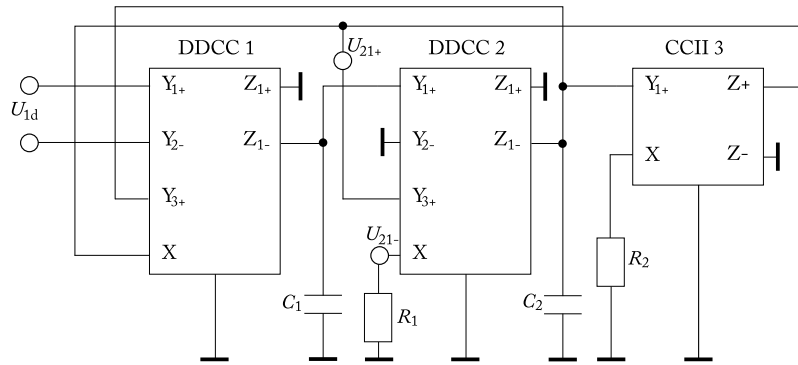 DDCC 1
U21+
DDCC 2
CCII 3
U1d
Y1+ Z1+
Y2- Z1-
Y3+
X
Y1+ Z1+
Y2- Z1-
Y3+
U21-
X
Y1+ Z+
X Z-
C1
R1
C2
R2